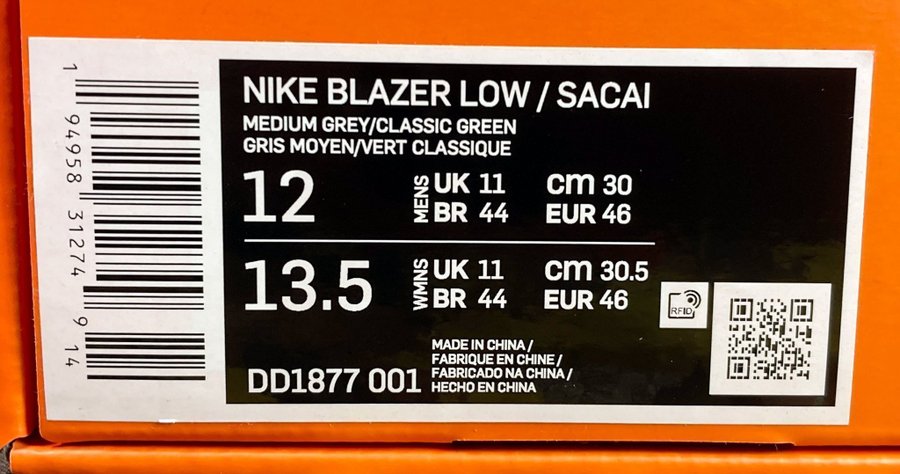 1 94958 31274 9 14
NIKE BLAZER LOW / SACAI
MEDIUM GREY/CLASSIC GREEN
GRIS MOYEN/VERT CLASSIQUE
12
MENS
UK 11 cm 30
BR 44 EUR 46
13.5
WMNS
UK 11 cm 30.5
BR 44 EUR 46
RFID
DD1877 001
MADE IN CHINA /
FABRIQUE EN CHINE /
FABRICADO NA CHINA /
HECHO EN CHINA